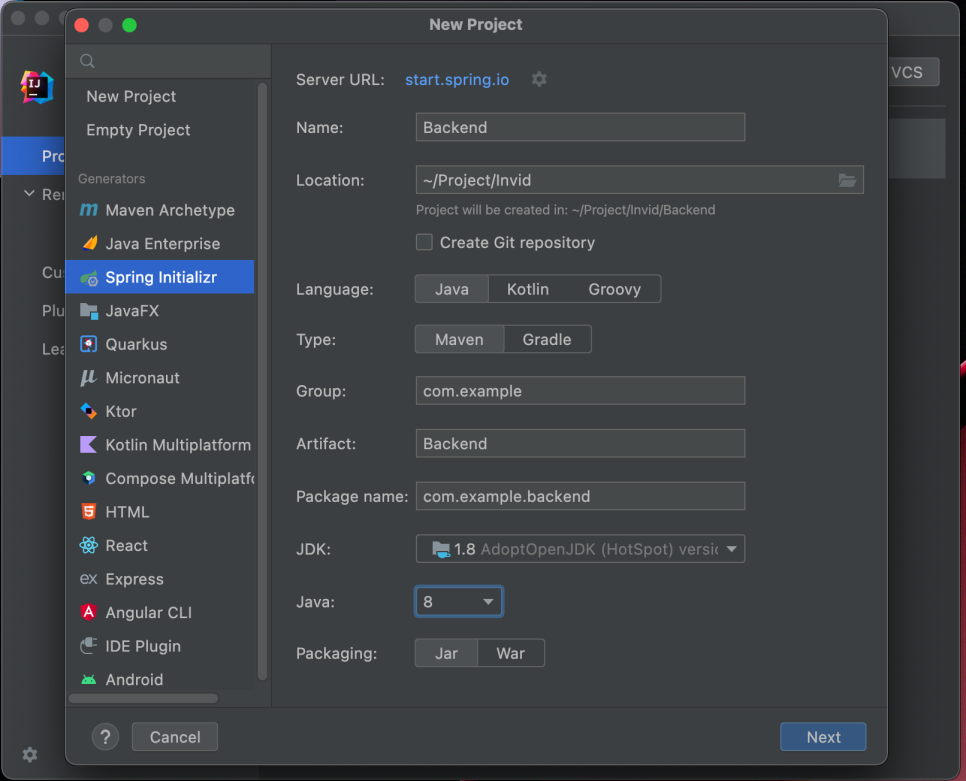 New Project
IJ
VCS
Pro
Rer
Cu
Plu
Lea
New Project
Empty Project
Generators
Maven Archetype
Java Enterprise
Spring Initializr
JavaFX
Quarkus
Micronaut
Ktor
Kotlin Multiplatform
Compose Multiplatfo
HTML
React
Express
Angular CLI
IDE Plugin
Android
Server URL: start.spring.io
Name: Backend
Location: ~/Project/Invid
Project will be created in: ~/Project/Invid/Backend
Create Git repository
Language: Java Kotlin Groovy
Type: Maven Gradle
Group: com.example
Artifact: Backend
Package name: com.example.backend
JDK: 1.8 AdoptOpenJDK (HotSpot) versic
Java: 8
Packaging: Jar War
? Cancel Next